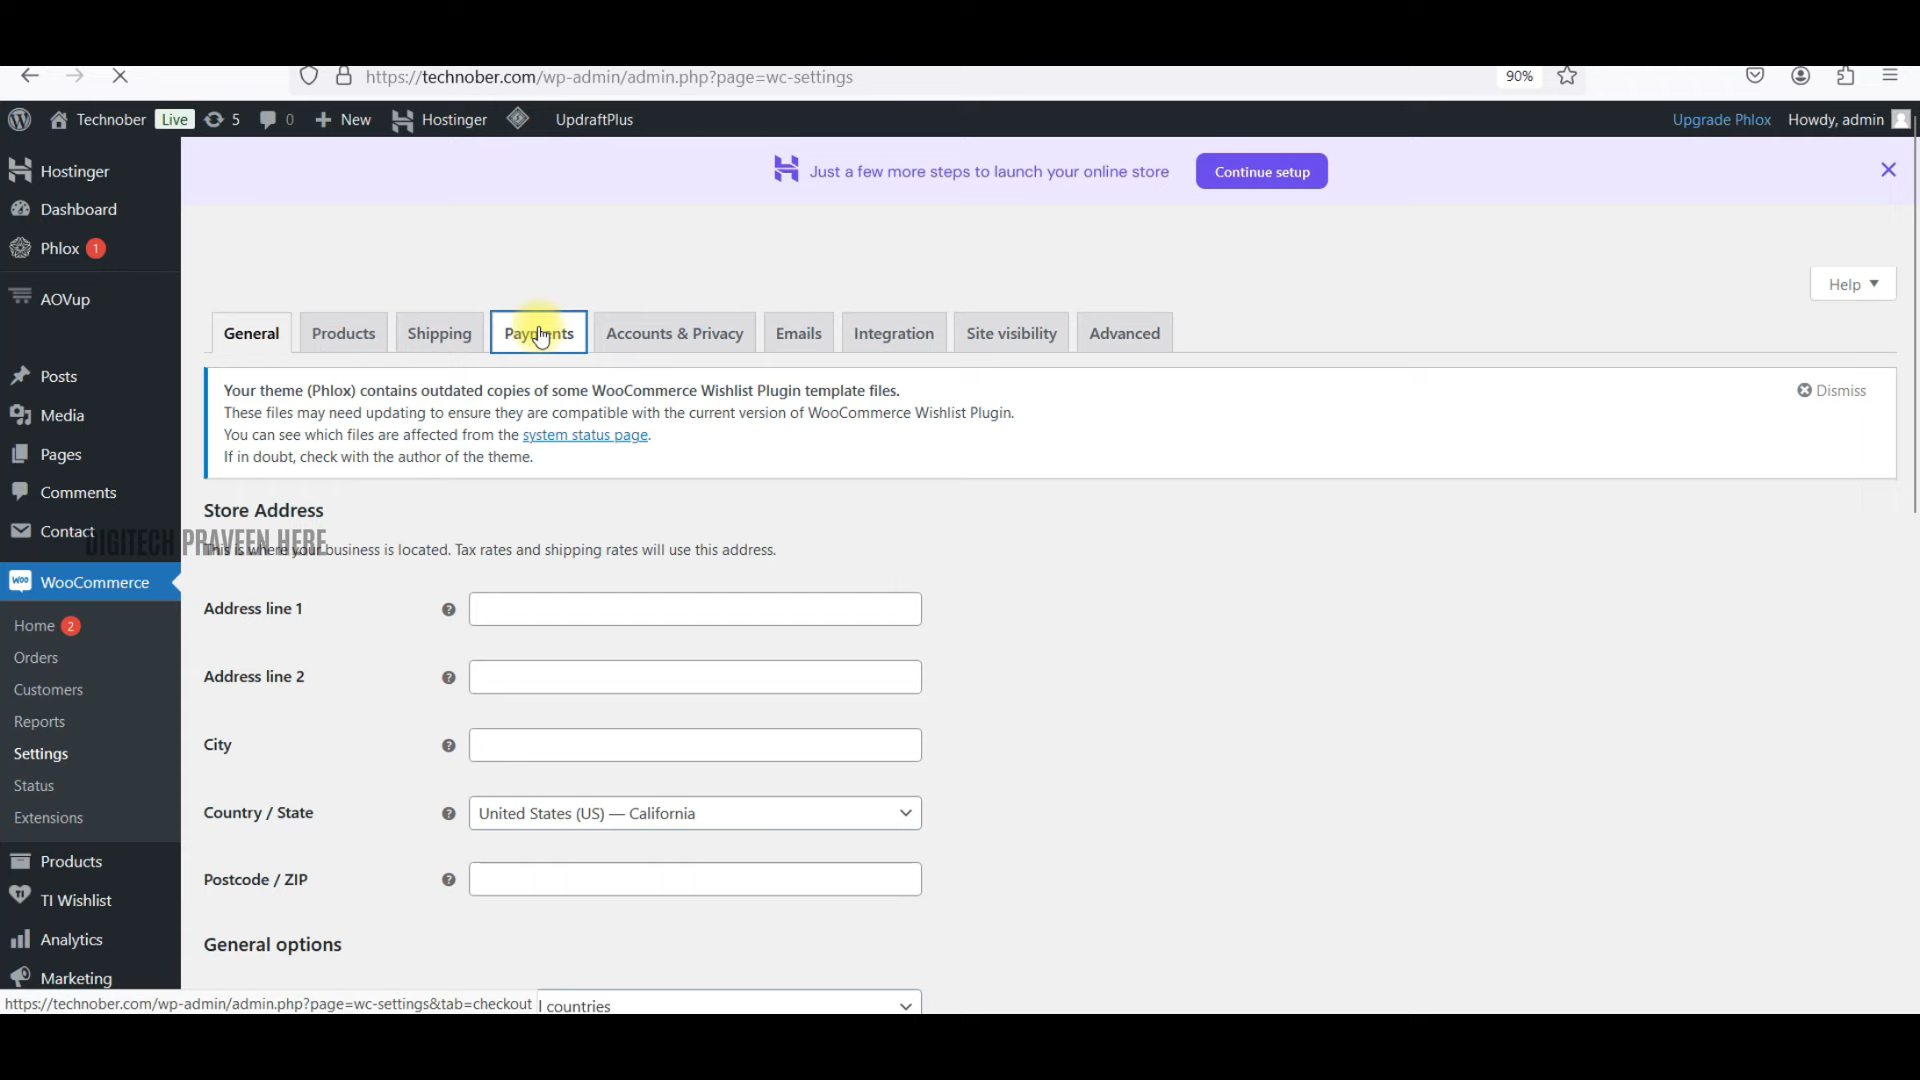 https://technober.com/wp-admin/admin.php?page=wc-settings
90%
Technober Live 5 0 New Hostinger UpdraftPlus
Upgrade Phlox Howdy, admin
Just a few more steps to launch your online store Continue setup
Hostinger
Dashboard
Phlox 1
AOVup
Posts
Media
Pages
Comments
Contact
WooCommerce
Home 2
Orders
Customers
Reports
Settings
Status
Extensions
Products
TI Wishlist
Analytics
Marketing
Help
General Products Shipping Payments Accounts & Privacy Emails Integration Site visibility Advanced
Your theme (Phlox) contains outdated copies of some WooCommerce Wishlist Plugin template files.
Dismiss
These files may need updating to ensure they are compatible with the current version of WooCommerce Wishlist Plugin.
You can see which files are affected from the system status page.
If in doubt, check with the author of the theme.
Store Address
DIGITECH PRAVEEN HERE
This is where your business is located. Tax rates and shipping rates will use this address.
Address line 1
Address line 2
City
Country / State
United States (US) — California
Postcode / ZIP
General options
https://technober.com/wp-admin/admin.php?page=wc-settings&tab=checkout
countries